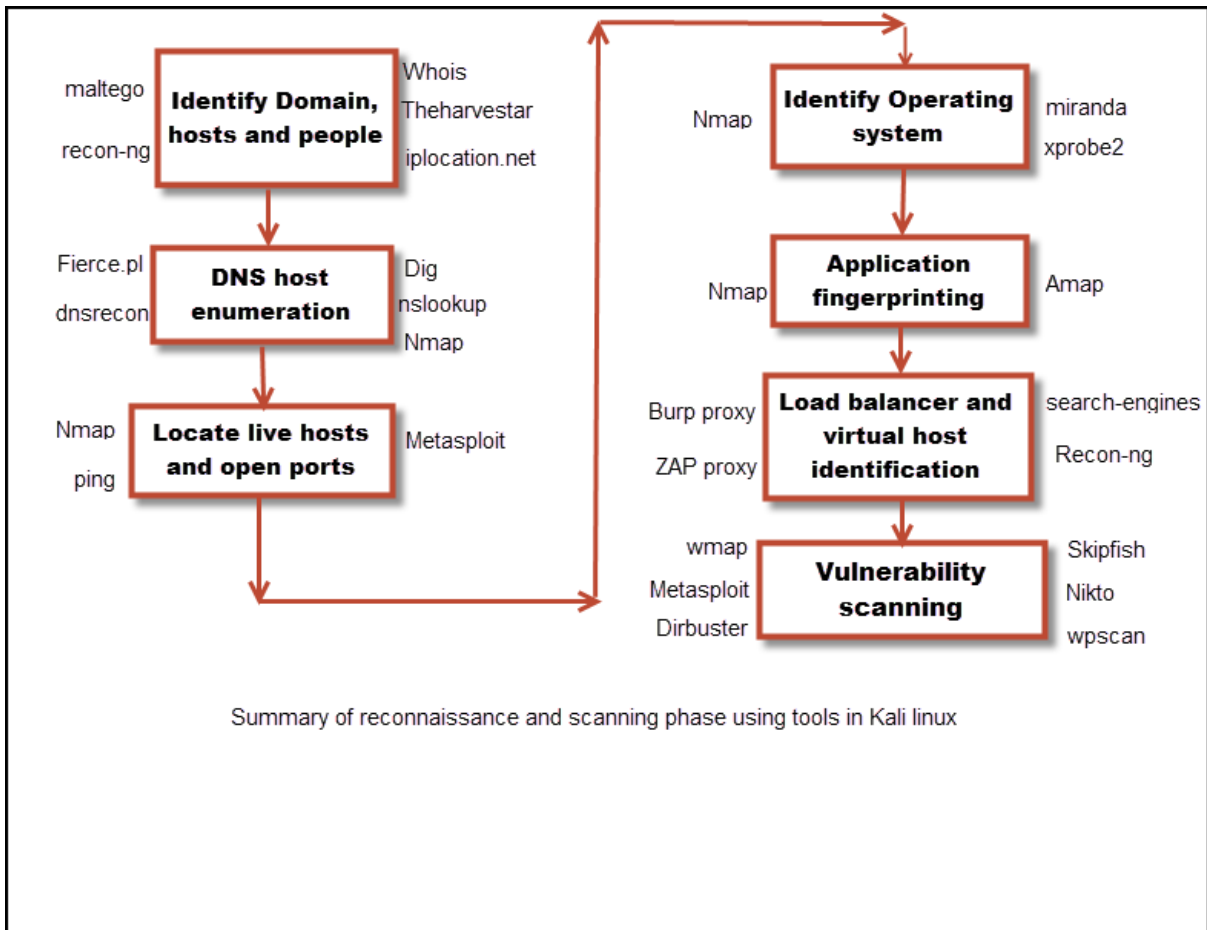 maltego
recon-ng
Identify Domain,
hosts and people
Whois
Theharvestar
iplocation.net
Fierce.pl
dnsrecon
DNS host
enumeration
Dig
nslookup
Nmap
Nmap
ping
Locate live hosts
and open ports
Metasploit
Nmap
Identify Operating
system
miranda
xprobe2
Nmap
Application
fingerprinting
Amap
Burp proxy
ZAP proxy
Load balancer and
virtual host
identification
search-engines
Recon-ng
wmap
Metasploit
Dirbuster
Vulnerability
scanning
Skipfish
Nikto
wpscan
Summary of reconnaissance and scanning phase using tools in Kali linux